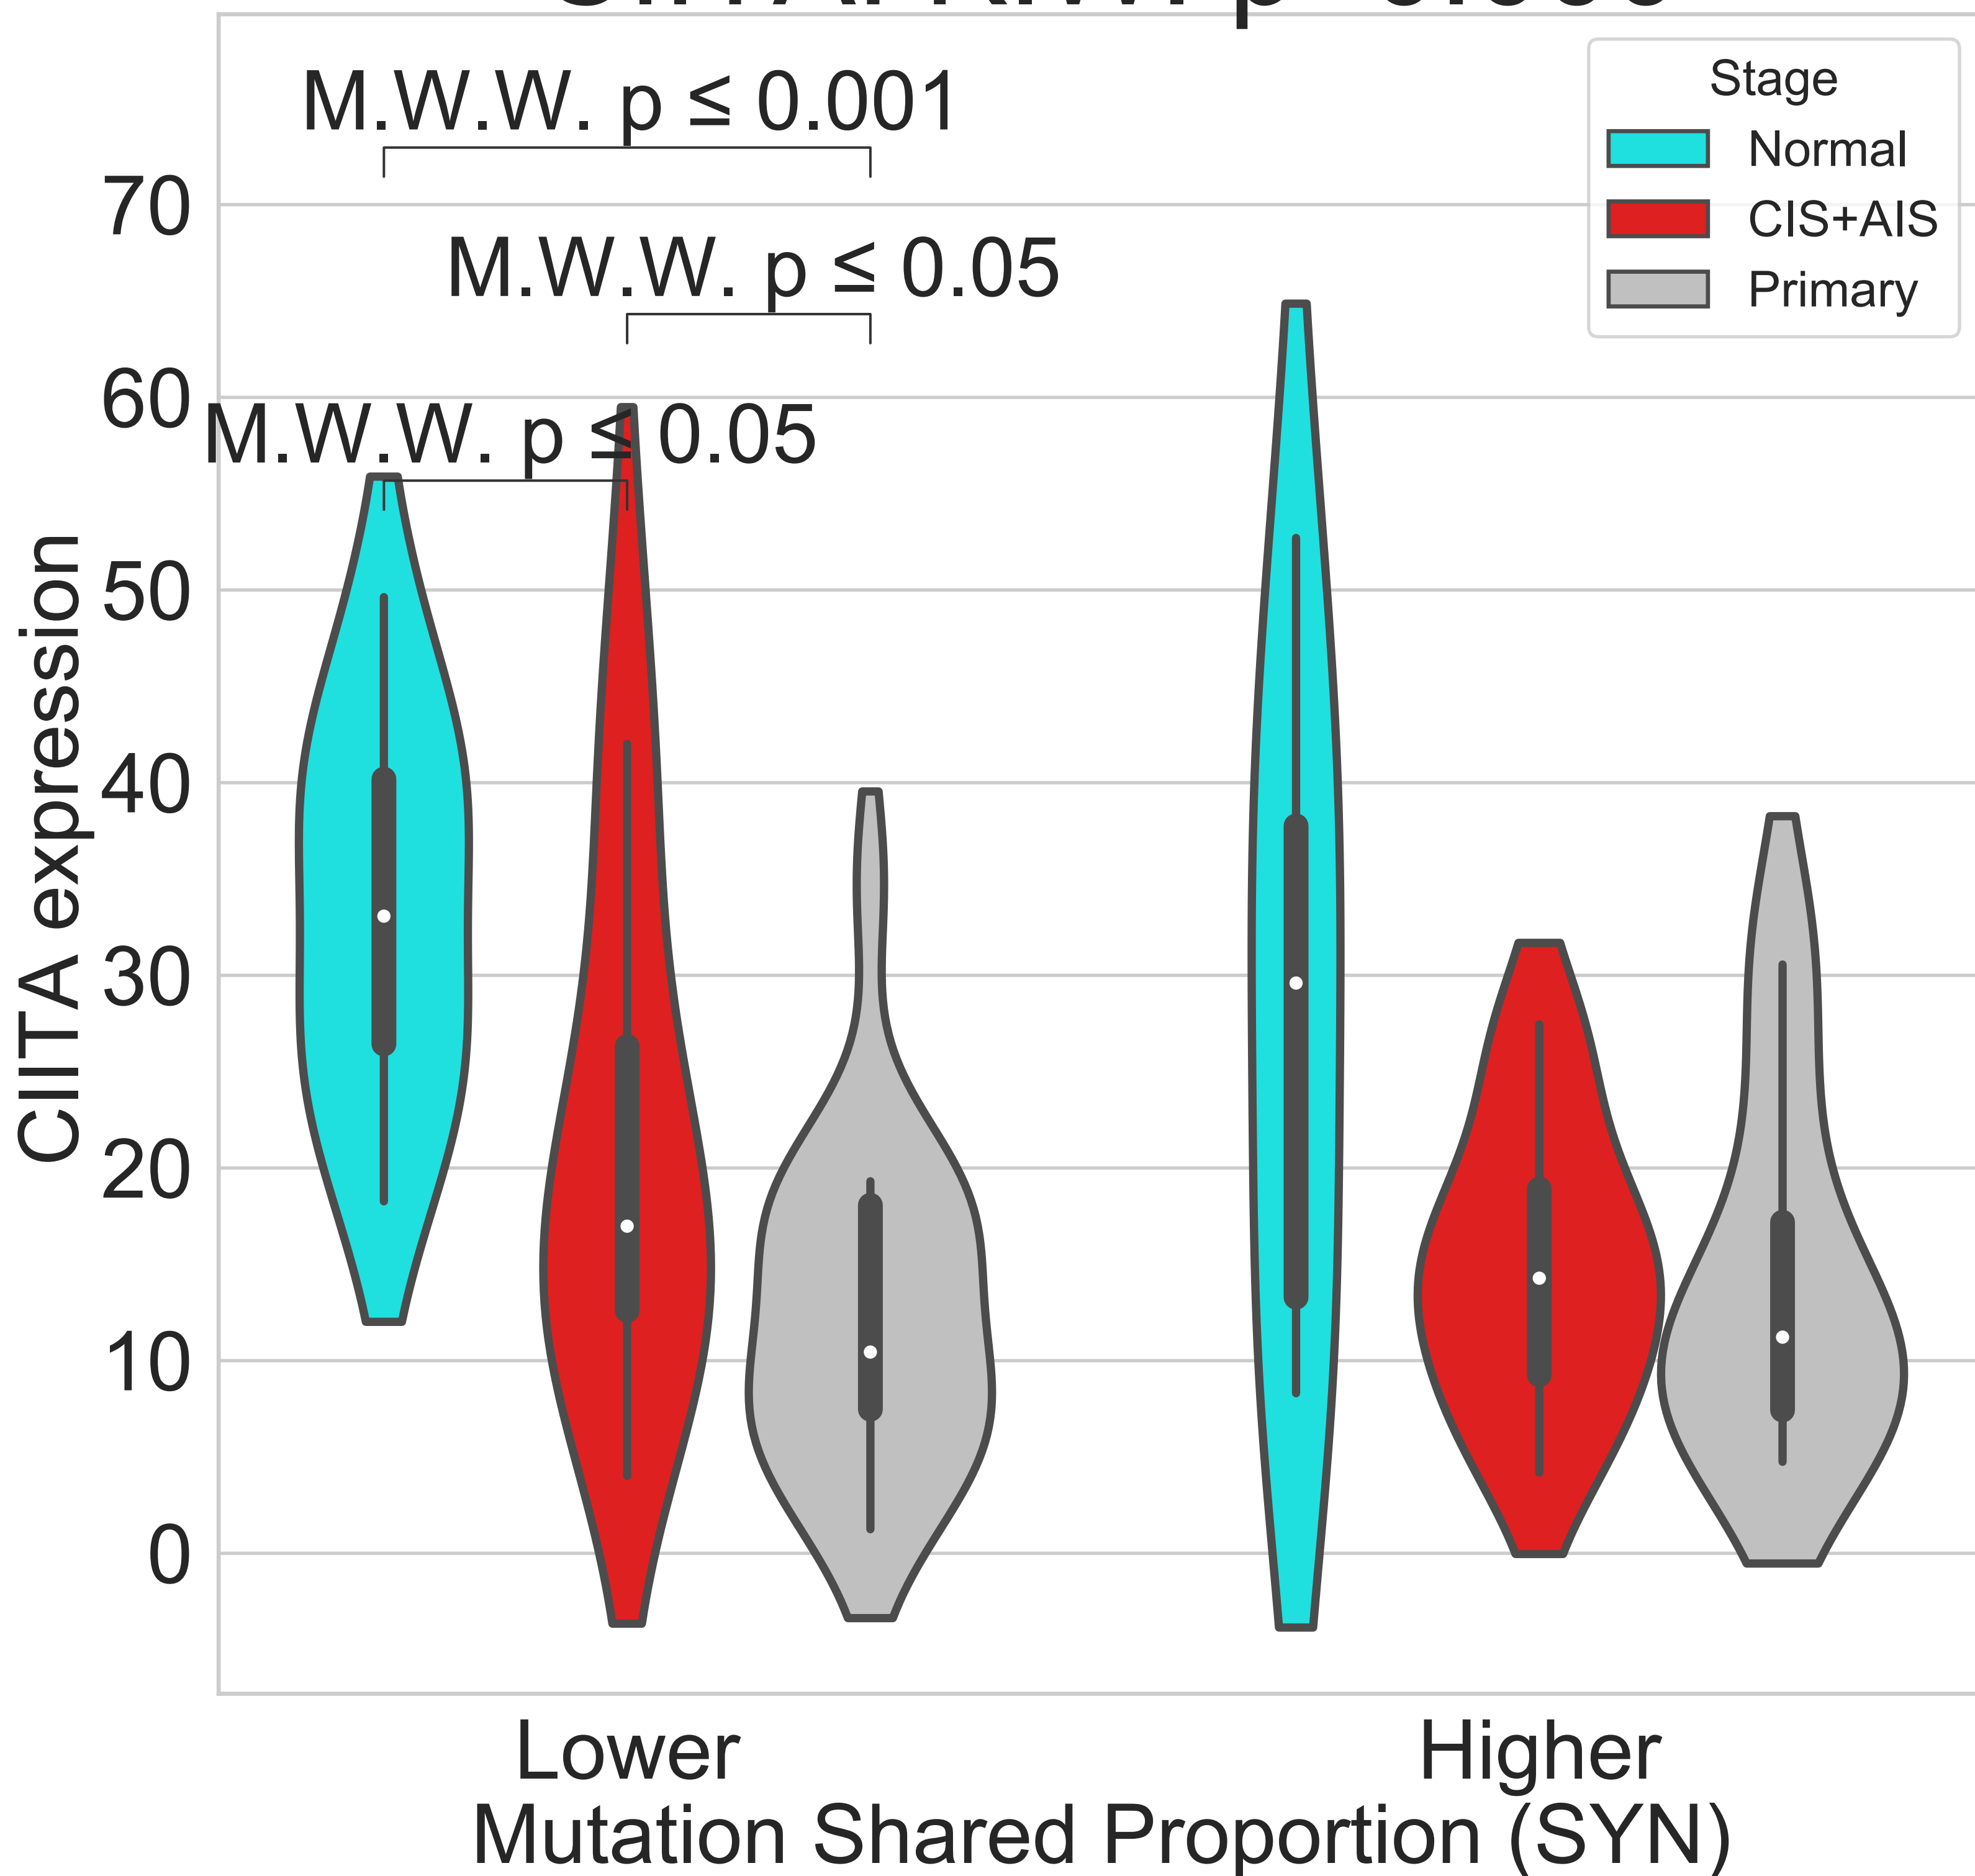 M.W.W. p ≤ 0.001
M.W.W. p ≤ 0.05
M.W.W. p ≤ 0.05
Stage
Normal
CIS+AIS
Primary
70
60
50
40
30
20
10
0
CIITA expression
Lower
Higher
Mutation Shared Proportion (SYN)